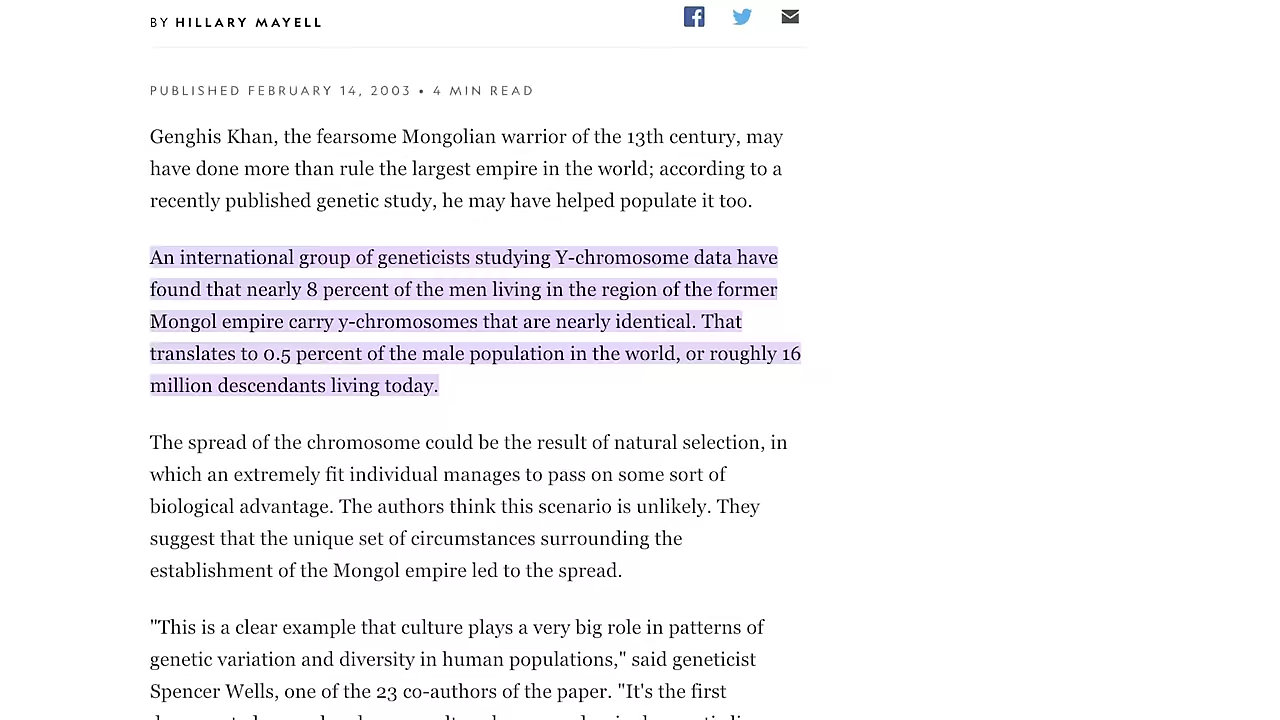 BY HILLARY MAYELL
PUBLISHED FEBRUARY 14, 2003 • 4 MIN READ
Genghis Khan, the fearsome Mongolian warrior of the 13th century, may
have done more than rule the largest empire in the world; according to a
recently published genetic study, he may have helped populate it too.
An international group of geneticists studying Y-chromosome data have
found that nearly 8 percent of the men living in the region of the former
Mongol empire carry y-chromosomes that are nearly identical. That
translates to 0.5 percent of the male population in the world, or roughly 16
million descendants living today.
The spread of the chromosome could be the result of natural selection, in
which an extremely fit individual manages to pass on some sort of
biological advantage. The authors think this scenario is unlikely. They
suggest that the unique set of circumstances surrounding the
establishment of the Mongol empire led to the spread.
"This is a clear example that culture plays a very big role in patterns of
genetic variation and diversity in human populations," said geneticist
Spencer Wells, one of the 23 co-authors of the paper. "It's the first